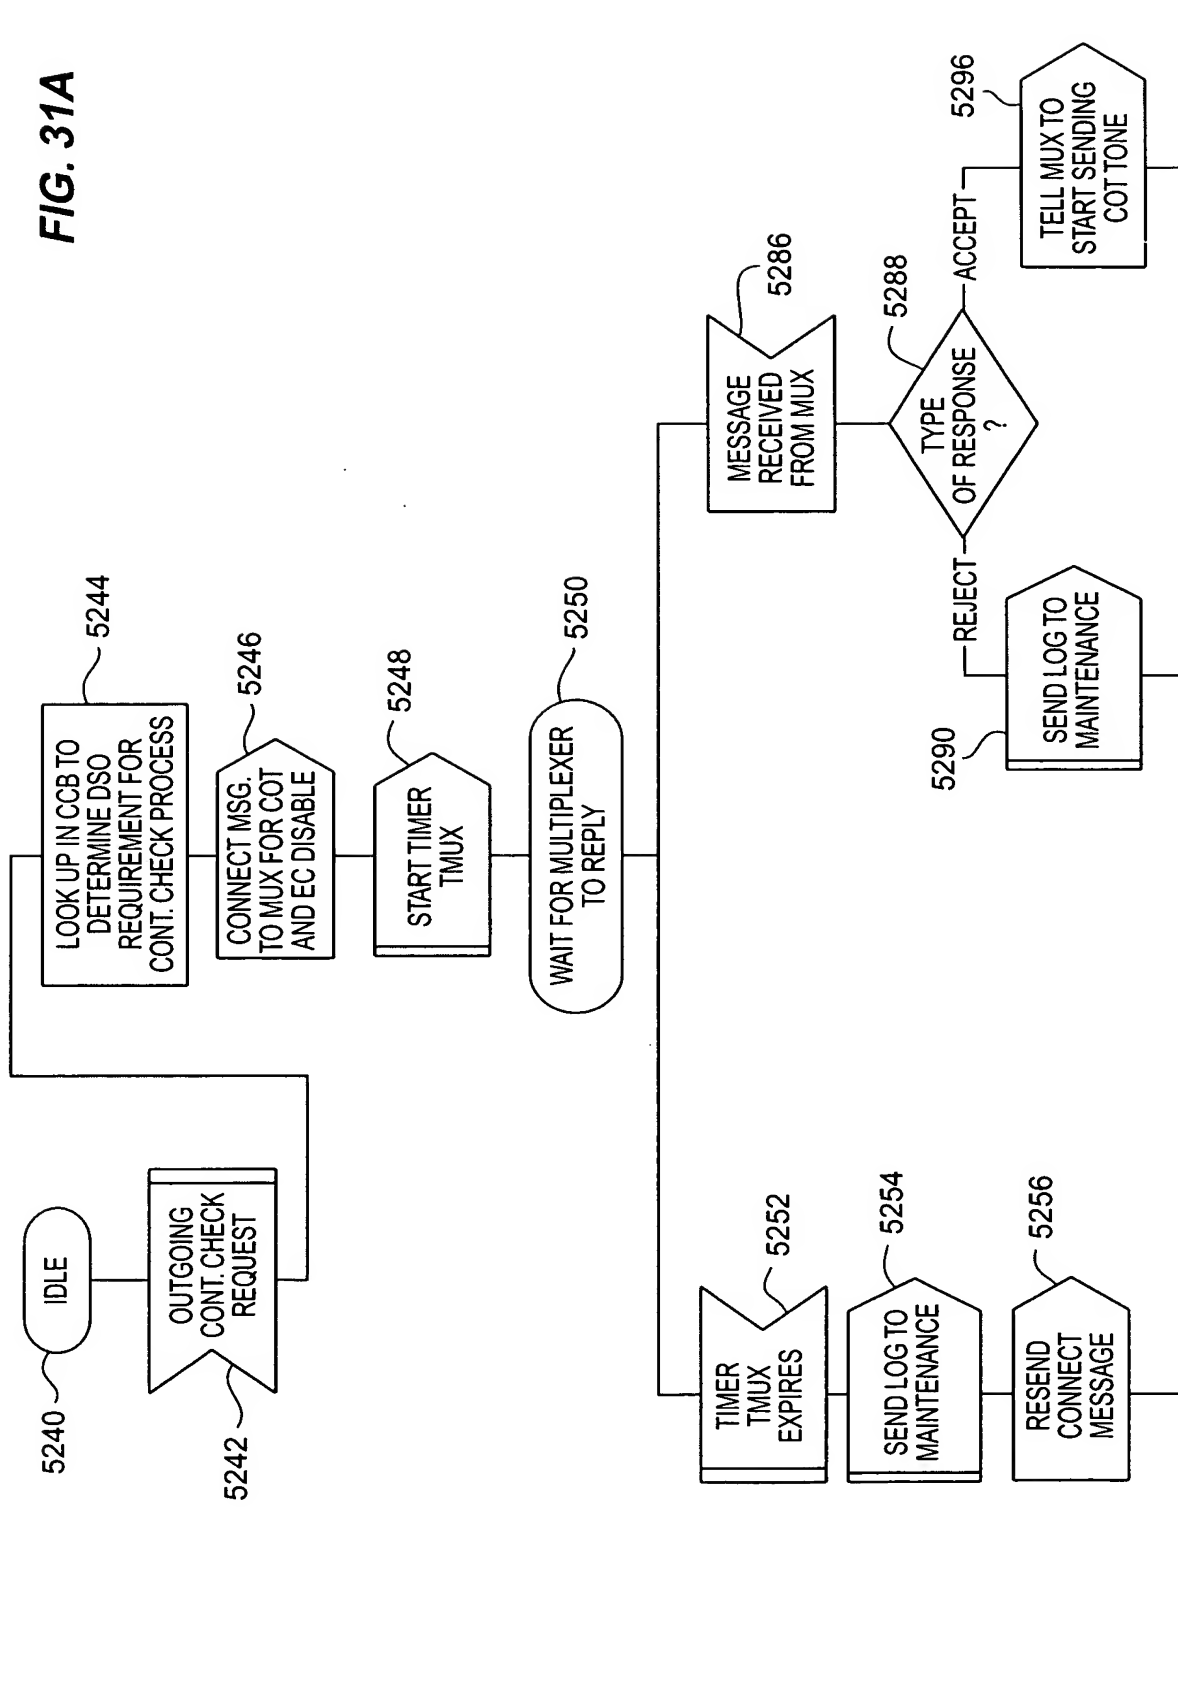 FIG. 31A
5240
IDLE
5242
OUTGOING
CONT. CHECK
REQUEST
5244
LOOK UP IN CCB TO
DETERMINE DSO
REQUIREMENT FOR
CONT. CHECK PROCESS
5246
CONNECT MSG.
TO MUX FOR COT
AND EC DISABLE
5248
START TIMER
TMUX
5250
WAIT FOR MULTIPLEXER
TO REPLY
5252
TIMER
TMUX
EXPIRES
5254
SEND LOG TO
MAINTENANCE
5256
RESEND
CONNECT
MESSAGE
5286
MESSAGE
RECEIVED
FROM MUX
5288
TYPE
OF RESPONSE
?
REJECT
ACCEPT
5290
SEND LOG TO
MAINTENANCE
5296
TELL MUX TO
START SENDING
COT TONE